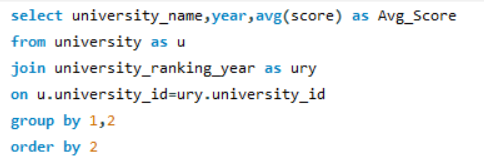 select university_name,year,avg(score) as Avg_Score
from university as u
join university_ranking_year as ury
on u.university_id=ury.university_id
group by 1,2
order by 2